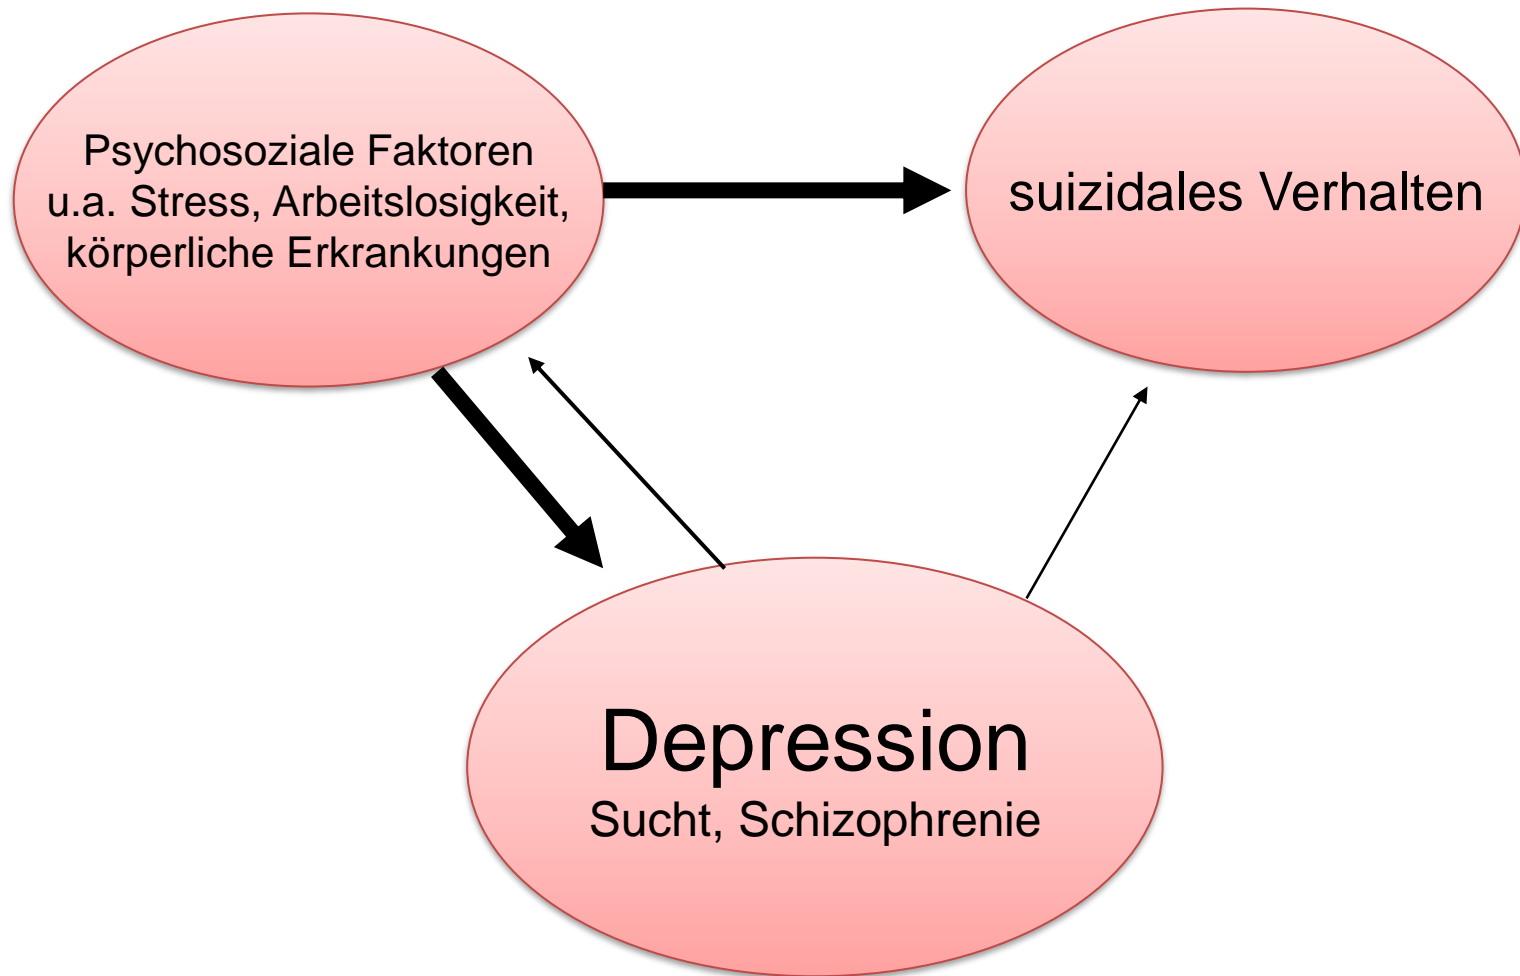 Psychosoziale Faktoren
u.a. Stress, Arbeitslosigkeit,
körperliche Erkrankungen
suizidales Verhalten
Depression
Sucht, Schizophrenie